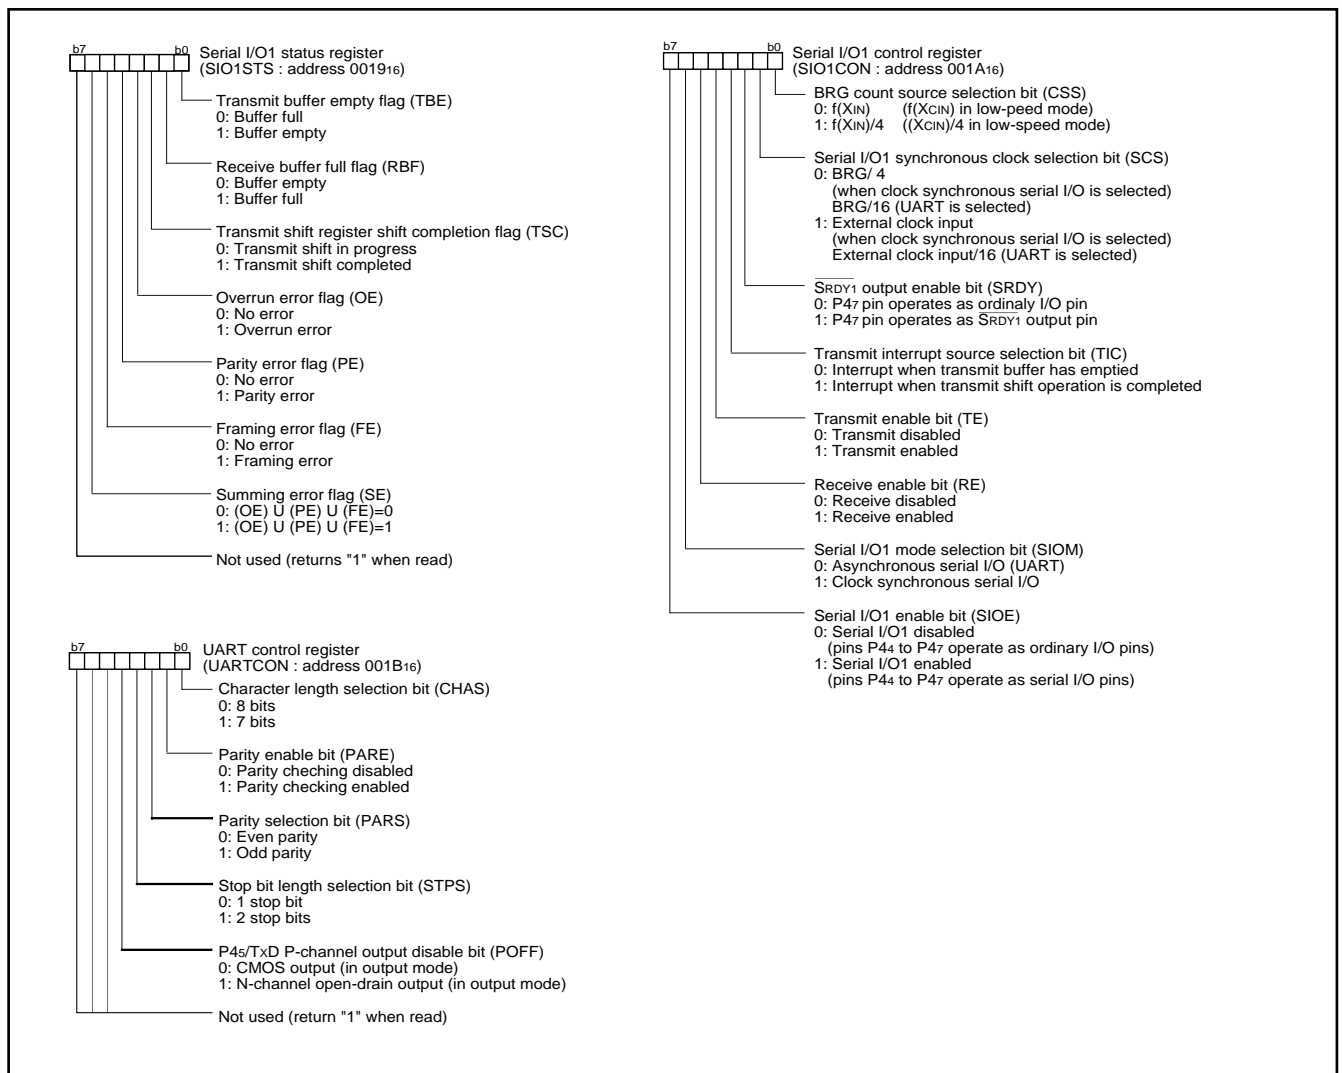 b7 b0 Serial I/O1 status register
(SIO1STS : address 001916)
Transmit buffer empty flag (TBE)
0: Buffer full
1: Buffer empty
Receive buffer full flag (RBF)
0: Buffer empty
1: Buffer full
Transmit shift register shift completion flag (TSC)
0: Transmit shift in progress
1: Transmit shift completed
Overrun error flag (OE)
0: No error
1: Overrun error
Parity error flag (PE)
0: No error
1: Parity error
Framing error flag (FE)
0: No error
1: Framing error
Summing error flag (SE)
0: (OE) U (PE) U (FE)=0
1: (OE) U (PE) U (FE)=1
Not used (returns "1" when read)
b7 b0 UART control register
(UARTCON : address 001B16)
Character length selection bit (CHAS)
0: 8 bits
1: 7 bits
Parity enable bit (PARE)
0: Parity cheching disabled
1: Parity checking enabled
Parity selection bit (PARS)
0: Even parity
1: Odd parity
Stop bit length selection bit (STPS)
0: 1 stop bit
1: 2 stop bits
P45/TXD P-channel output disable bit (POFF)
0: CMOS output (in output mode)
1: N-channel open-drain output (in output mode)
Not used (return "1" when read)
b7 b0 Serial I/O1 control register
(SIO1CON : address 001A16)
BRG count source selection bit (CSS)
0: f(XIN) (f(XCIN) in low-peed mode)
1: f(XIN)/4 ((XCIN)/4 in low-speed mode)
Serial I/O1 synchronous clock selection bit (SCS)
0: BRG/ 4
(when clock synchronous serial I/O is selected)
BRG/16 (UART is selected)
1: External clock input
(when clock synchronous serial I/O is selected)
External clock input/16 (UART is selected)
SRDY1 output enable bit (SRDY)
0: P47 pin operates as ordinaly I/O pin
1: P47 pin operates as SRDY1 output pin
Transmit interrupt source selection bit (TIC)
0: Interrupt when transmit buffer has emptied
1: Interrupt when transmit shift operation is completed
Transmit enable bit (TE)
0: Transmit disabled
1: Transmit enabled
Receive enable bit (RE)
0: Receive disabled
1: Receive enabled
Serial I/O1 mode selection bit (SIOM)
0: Asynchronous serial I/O (UART)
1: Clock synchronous serial I/O
Serial I/O1 enable bit (SIOE)
0: Serial I/O1 disabled
(pins P44 to P47 operate as ordinary I/O pins)
1: Serial I/O1 enabled
(pins P44 to P47 operate as serial I/O pins)